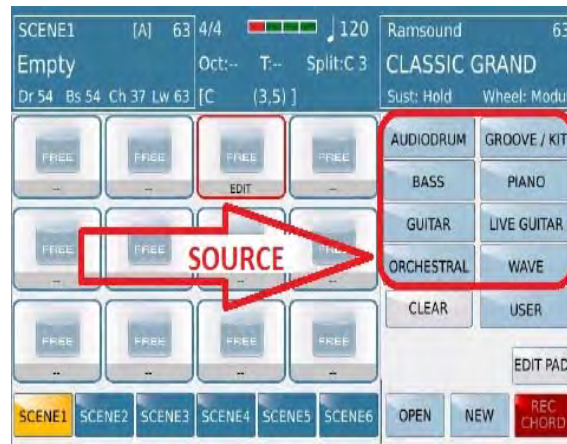 SCENE1 [A] 63
Empty
Dr 54 Bs 54 Ch 37 Lw 63
4/4 120
Oct:-- T:-- Split:C 3
[C (3,5) ]
Ramsound 63
CLASSIC GRAND
Sust: Hold Wheel: Modu
FREE FREE FREE FREE
-- -- EDIT --
FREE FREE FREE
SOURCE
-- -- -- --
FREE FREE FREE FREE
-- -- -- --
AUDIODRUM GROOVE / KIT
BASS PIANO
GUITAR LIVE GUITAR
ORCHESTRAL WAVE
CLEAR USER
EDIT PAD
SCENE1 SCENE2 SCENE3 SCENE4 SCENE5 SCENE6
OPEN NEW REC CHORD